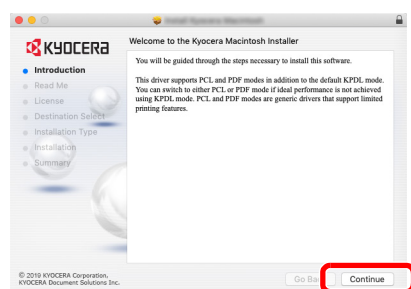 KYOCERA
Welcome to the Kyocera Macintosh Installer
Introduction
Read Me
License
Destination Select
Installation Type
Installation
Summary
You will be guided through the steps necessary to install this software.
This driver supports PCL and PDF modes in addition to the default KPDL mode.
You can switch to either PCL or PDF mode if ideal performance is not achieved
using KPDL mode. PCL and PDF modes are generic drivers that support limited
printing features.
© 2019 KYOCERA Corporation,
KYOCERA Document Solutions Inc.
Go Continue